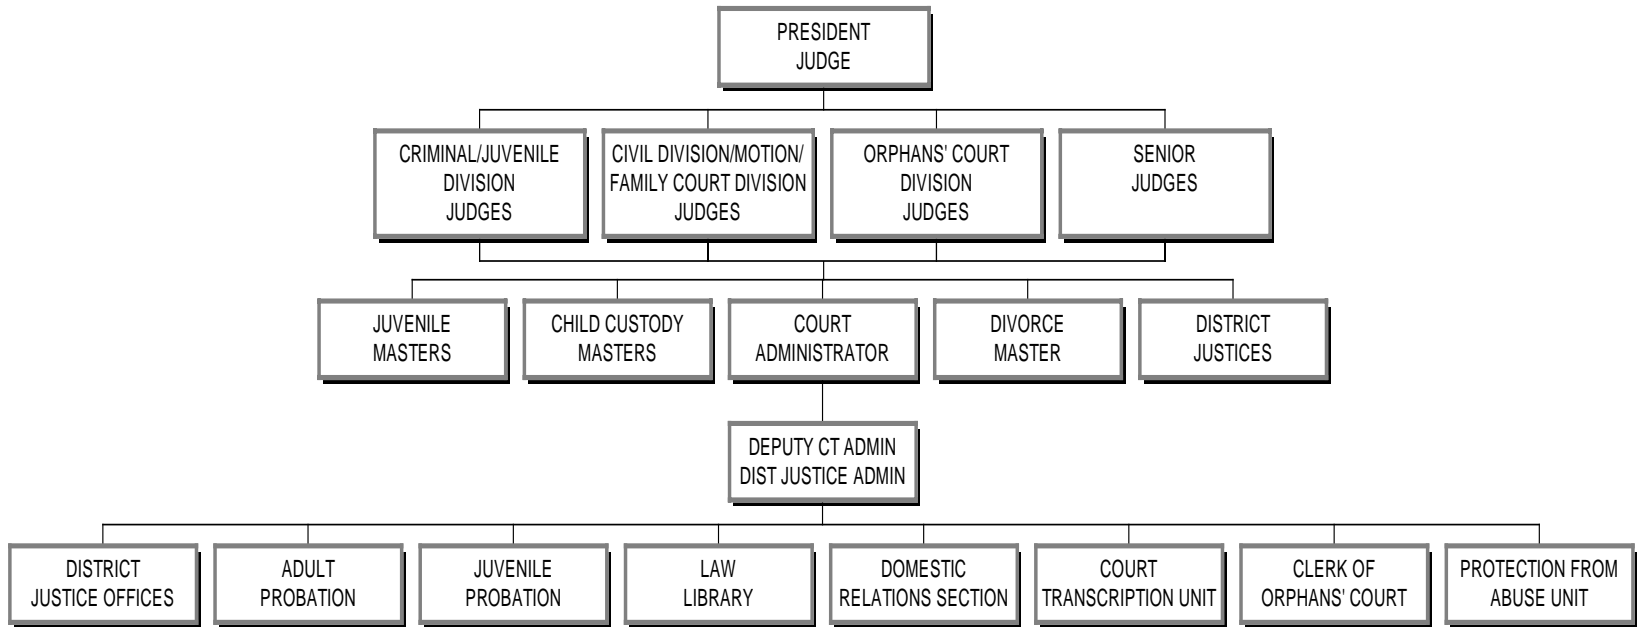 PRESIDENT
JUDGE
CRIMINAL/JUVENILE
DIVISION
JUDGES
CIVIL DIVISION/MOTION/
FAMILY COURT DIVISION
JUDGES
ORPHANS' COURT
DIVISION
JUDGES
SENIOR
JUDGES
JUVENILE
MASTERS
CHILD CUSTODY
MASTERS
COURT
ADMINISTRATOR
DIVORCE
MASTER
DISTRICT
JUSTICES
DEPUTY CT ADMIN
DIST JUSTICE ADMIN
DISTRICT
JUSTICE OFFICES
ADULT
PROBATION
JUVENILE
PROBATION
LAW
LIBRARY
DOMESTIC
RELATIONS SECTION
COURT
TRANSCRIPTION UNIT
CLERK OF
ORPHANS' COURT
PROTECTION FROM
ABUSE UNIT